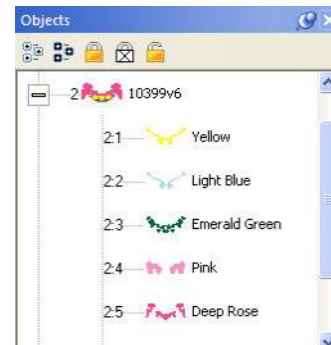 Objects
2 10399v6
2:1 Yellow
2:2 Light Blue
2:3 Emerald Green
2:4 Pink
2:5 Deep Rose